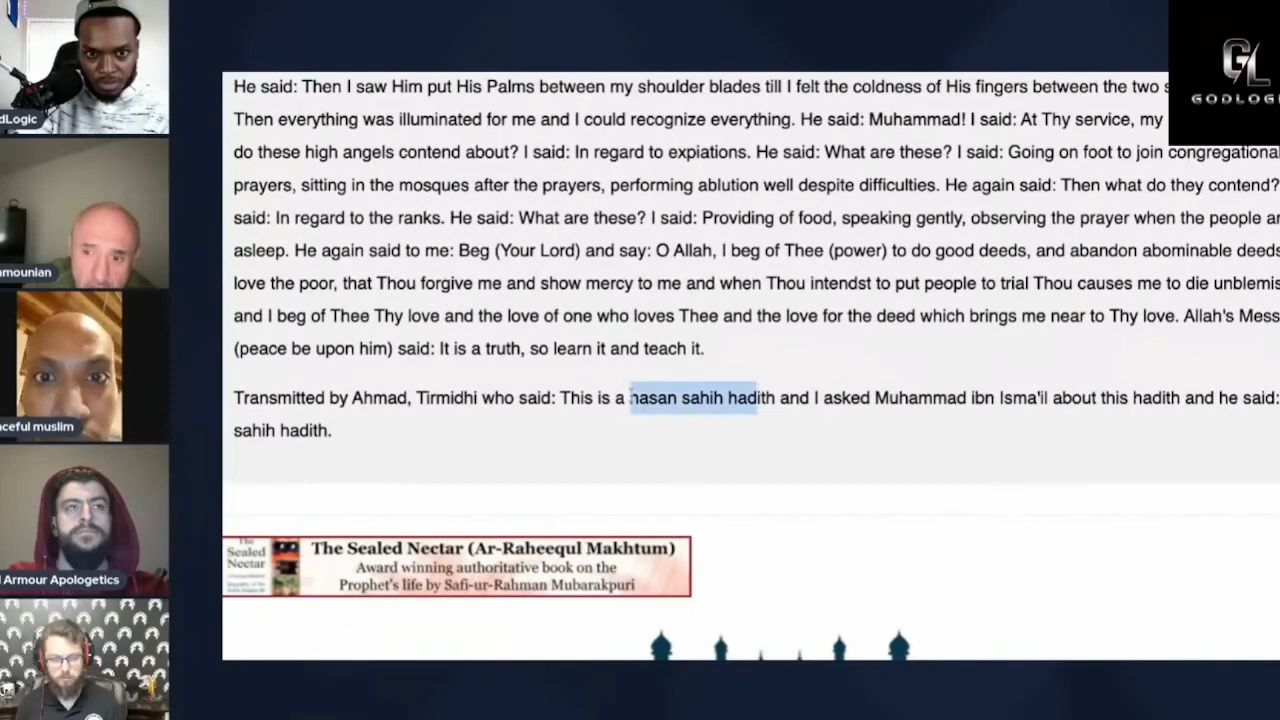 dLogic
amounian
aceful muslim
l Armour Apologetics
GL
GODLOGI
He said: Then I saw Him put His Palms between my shoulder blades till I felt the coldness of His fingers between the two s
Then everything was illuminated for me and I could recognize everything. He said: Muhammad! I said: At Thy service, my
do these high angels contend about? I said: In regard to expiations. He said: What are these? I said: Going on foot to join congregational
prayers, sitting in the mosques after the prayers, performing ablution well despite difficulties. He again said: Then what do they contend?
said: In regard to the ranks. He said: What are these? I said: Providing of food, speaking gently, observing the prayer when the people ar
asleep. He again said to me: Beg (Your Lord) and say: O Allah, I beg of Thee (power) to do good deeds, and abandon abominable deeds
love the poor, that Thou forgive me and show mercy to me and when Thou intendst to put people to trial Thou causes me to die unblemis
and I beg of Thee Thy love and the love of one who loves Thee and the love for the deed which brings me near to Thy love. Allah's Mess
(peace be upon him) said: It is a truth, so learn it and teach it.
Transmitted by Ahmad, Tirmidhi who said: This is a hasan sahih hadith and I asked Muhammad ibn Isma'il about this hadith and he said:
sahih hadith.
The Sealed Nectar
The Sealed Nectar (Ar-Raheequl Makhtum)
Award winning authoritative book on the
Prophet's life by Safi-ur-Rahman Mubarakpuri